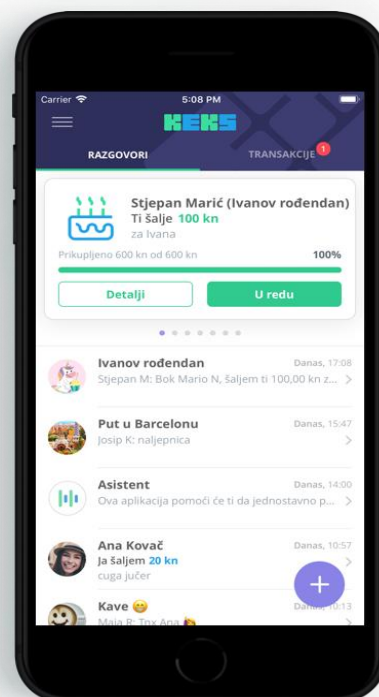 Carrier 5:08 PM
KEKS
RAZGOVORI TRANSAKCIJE 1
Stjepan Marić (Ivanov rođendan)
Ti šalje 100 kn
za Ivana
Prikupljeno 600 kn od 600 kn 100%
Detalji U redu
Ivanov rođendan Danas, 17:08
Stjepan M: Bok Mario N, šaljem ti 100,00 kn z...
Put u Barcelonu Danas, 15:47
Josip K: naljepnica
Asistent Danas, 14:00
Ova aplikacija pomoći će ti da jednostavno p...
Ana Kovač Danas, 10:57
Ja šaljem 20 kn
cuga jučer
Kave 😄 Danas, 10:13
Maja R: Tnx Ana